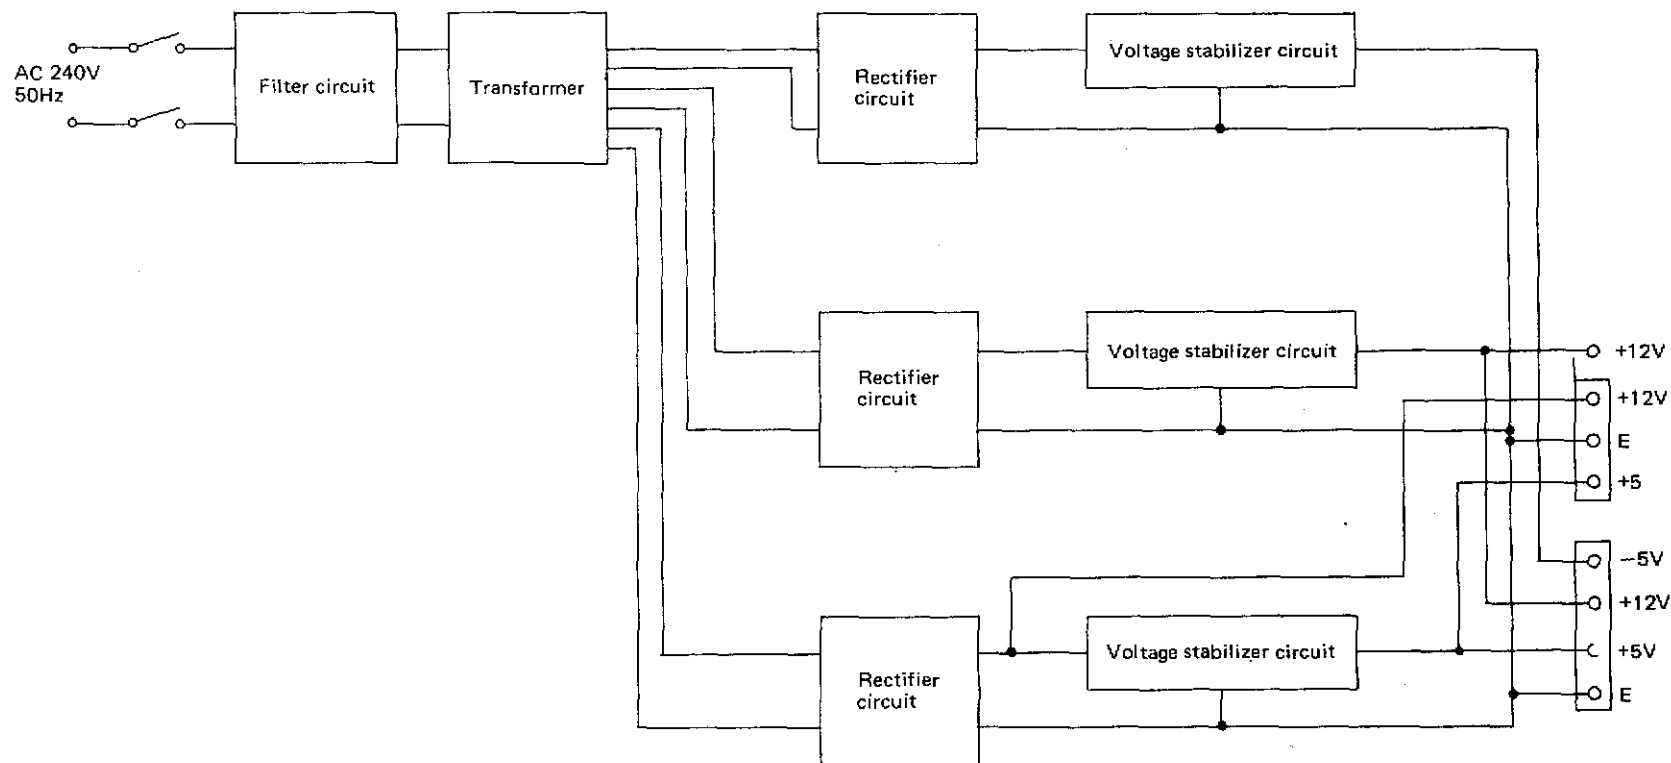 AC 240V
50Hz
Filter circuit
Transformer
Rectifier
circuit
Voltage stabilizer circuit
Rectifier
circuit
Voltage stabilizer circuit
Rectifier
circuit
Voltage stabilizer circuit
+12V
+12V
E
+5
−5V
+12V
+5V
E